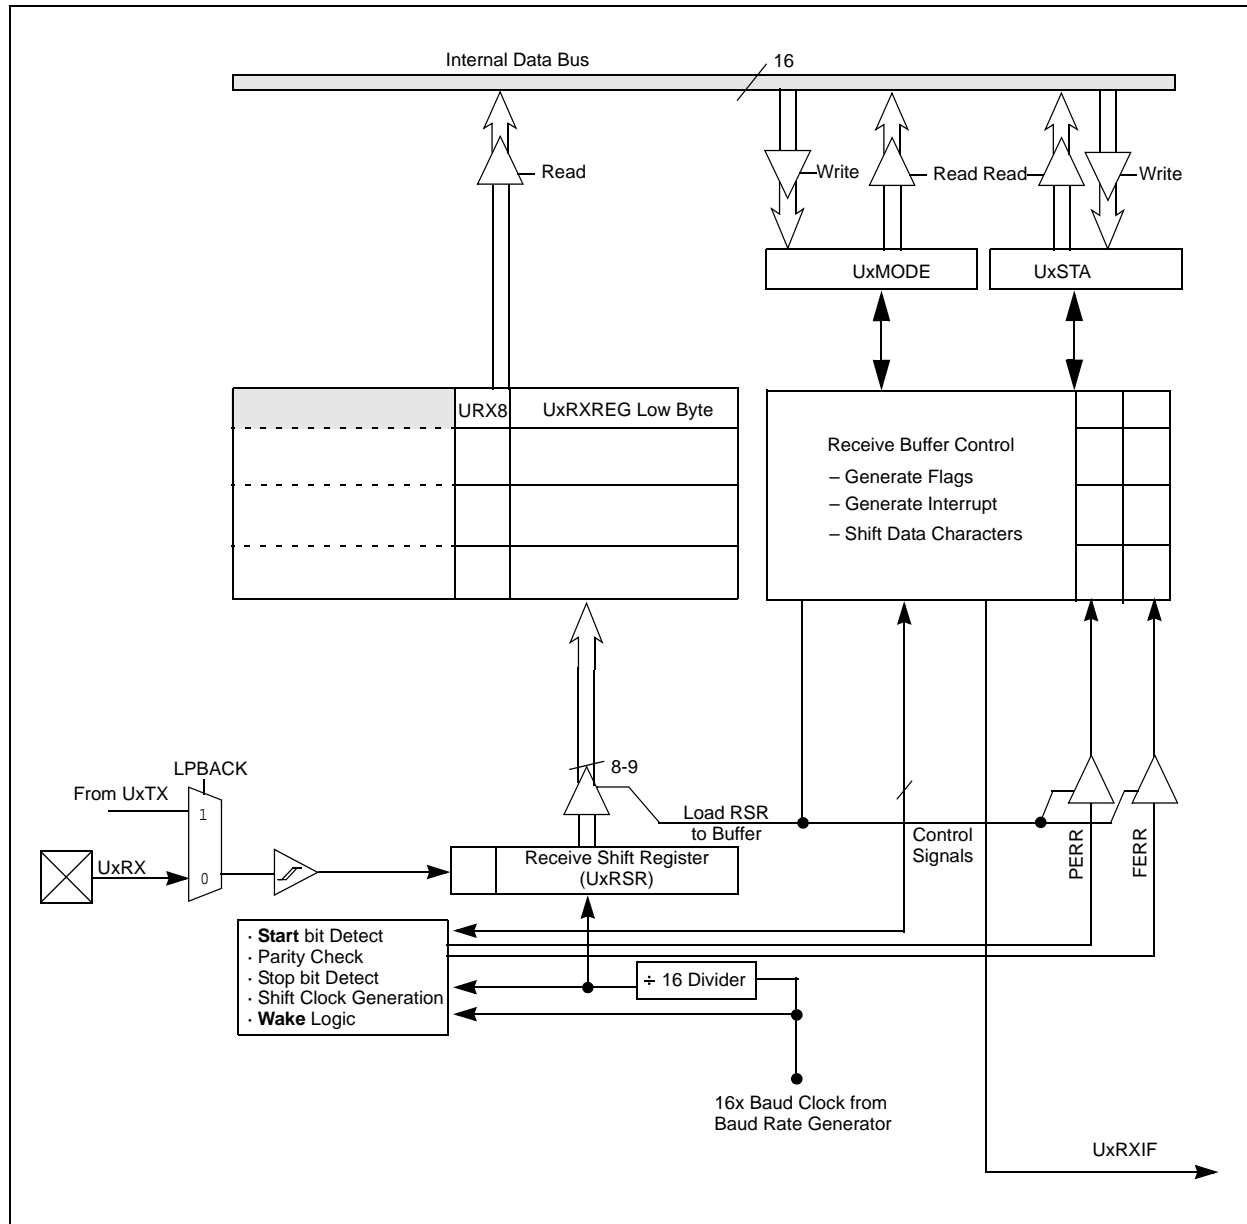 Internal Data Bus
16
Read
Write
Read Read
Write
UxMODE
UxSTA
URX8
UxRXREG Low Byte
Receive Buffer Control
– Generate Flags
– Generate Interrupt
– Shift Data Characters
8-9
LPBACK
From UxTX
1
UxRX
0
Load RSR
to Buffer
Control
Signals
PERR
FERR
Receive Shift Register
(UxRSR)
· Start bit Detect
· Parity Check
· Stop bit Detect
· Shift Clock Generation
· Wake Logic
÷ 16 Divider
16x Baud Clock from
Baud Rate Generator
UxRXIF